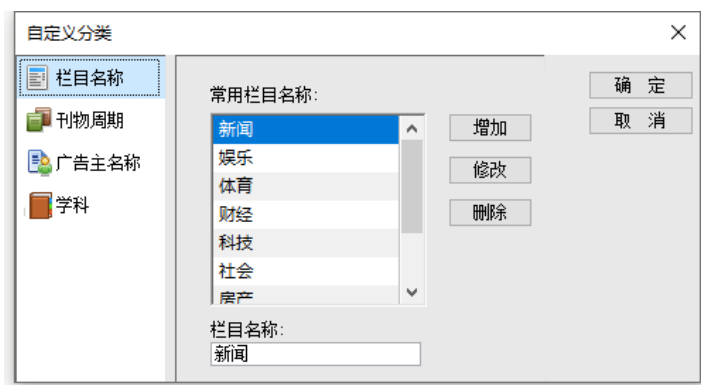 自定义分类
栏目名称
刊物周期
广告主名称
学科
常用栏目名称:
新闻
娱乐
体育
财经
科技
社会
房产
增加
修改
删除
栏目名称:
新闻
确 定
取 消